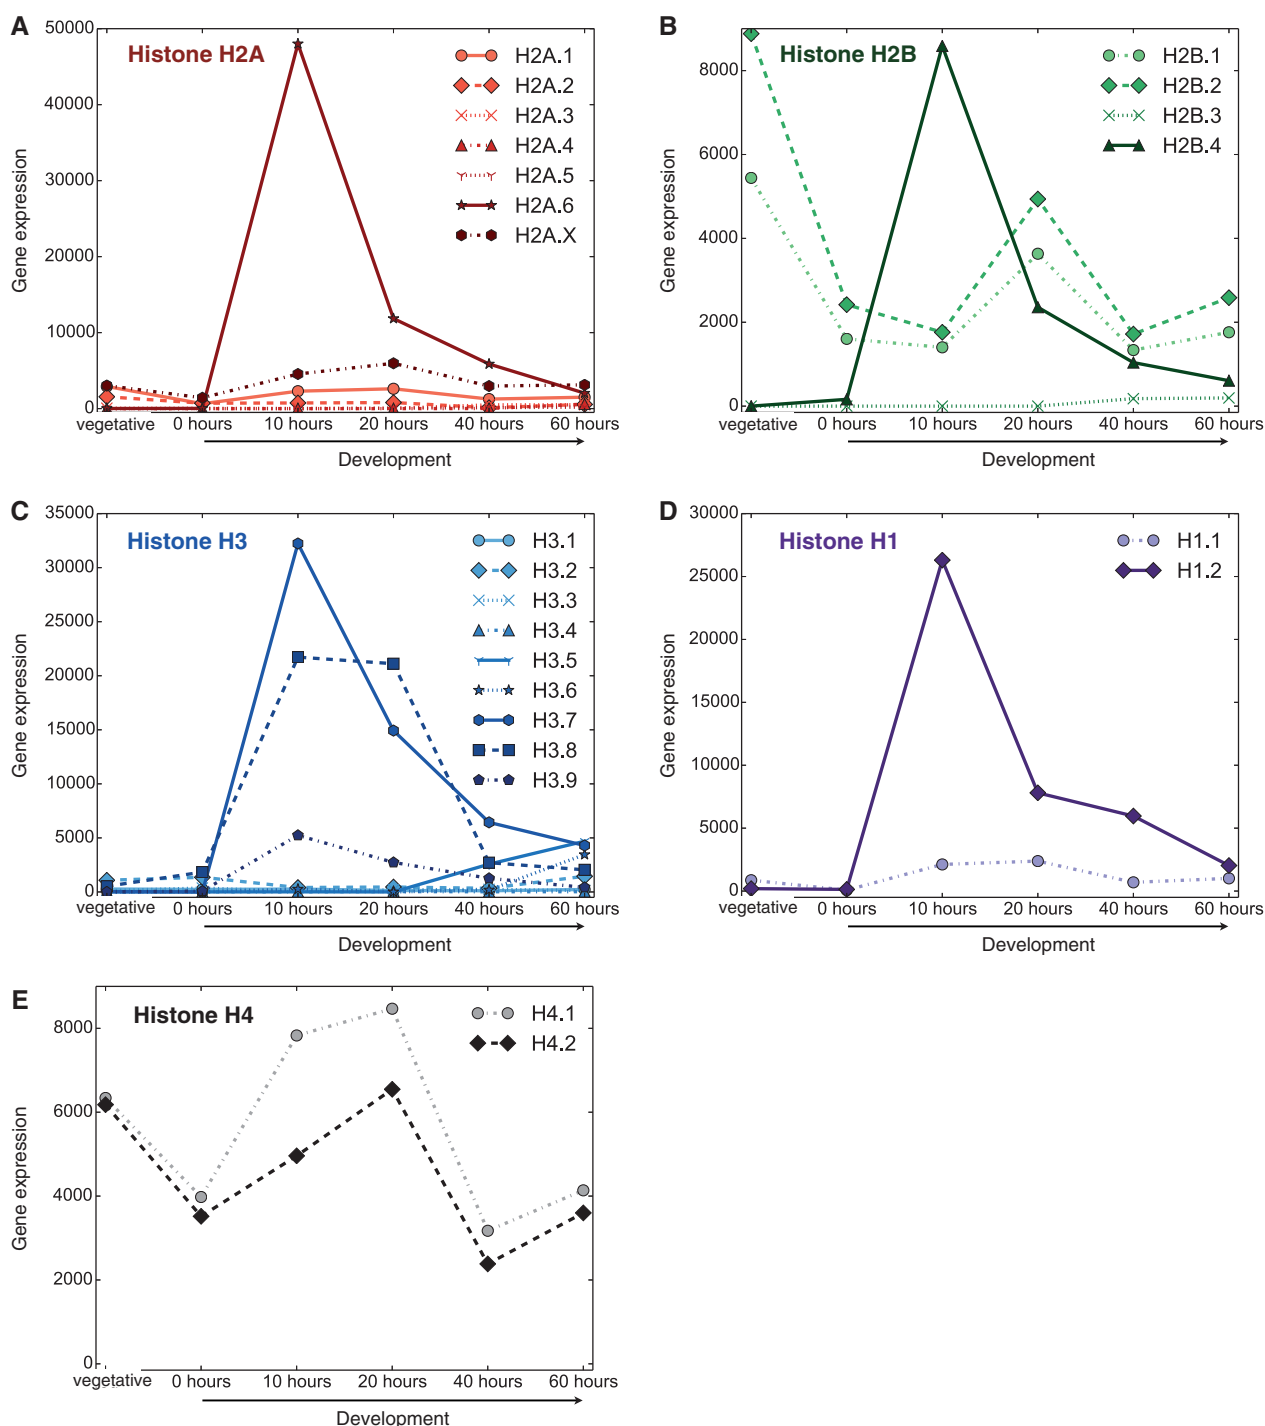 A
Histone H2A
50000
40000
30000
20000
10000
0
Gene expression
H2A.1
H2A.2
H2A.3
H2A.4
H2A.5
H2A.6
H2A.X
vegetative 0 hours 10 hours 20 hours 40 hours 60 hours
Development
B
Histone H2B
8000
6000
4000
2000
0
Gene expression
H2B.1
H2B.2
H2B.3
H2B.4
vegetative 0 hours 10 hours 20 hours 40 hours 60 hours
Development
C
Histone H3
35000
30000
25000
20000
15000
10000
5000
0
Gene expression
H3.1
H3.2
H3.3
H3.4
H3.5
H3.6
H3.7
H3.8
H3.9
vegetative 0 hours 10 hours 20 hours 40 hours 60 hours
Development
D
Histone H1
30000
25000
20000
15000
10000
5000
0
Gene expression
H1.1
H1.2
vegetative 0 hours 10 hours 20 hours 40 hours 60 hours
Development
E
Histone H4
8000
6000
4000
2000
0
Gene expression
H4.1
H4.2
vegetative 0 hours 10 hours 20 hours 40 hours 60 hours
Development